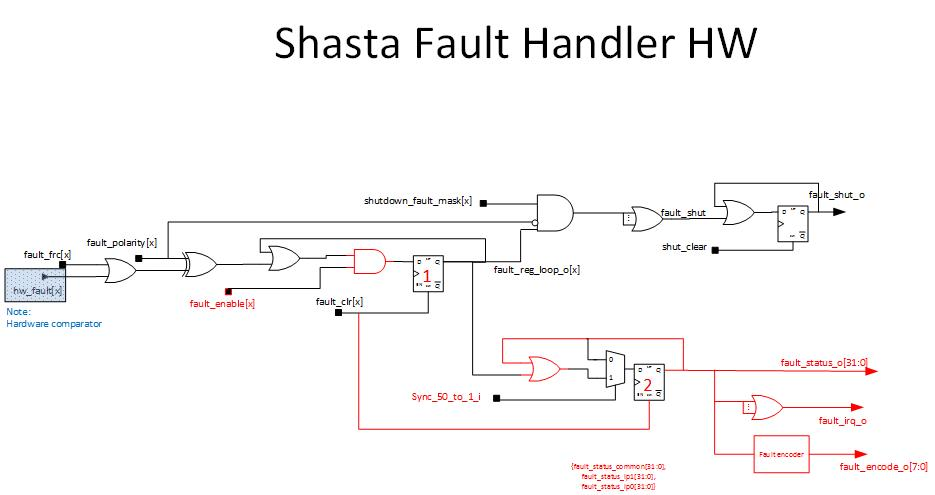 Shasta Fault Handler HW
shutdown_fault_mask[x]
fault_shut_o
fault_shut
fault_polarity[x]
shut_clear
fault_frc[x]
hw_fault[x]
fault_reg_loop_o[x]
1
fault_enable[x]
fault_clr[x]
Note:
Hardware comparator
0
1
2
fault_status_o[31:0]
Sync_50_to_1_i
fault_irq_o
Fault encoder
fault_encode_o[7:0]
{fault_status_common[31:0],
fault_status_lp1[31:0],
fault_status_lp0[31:0]}